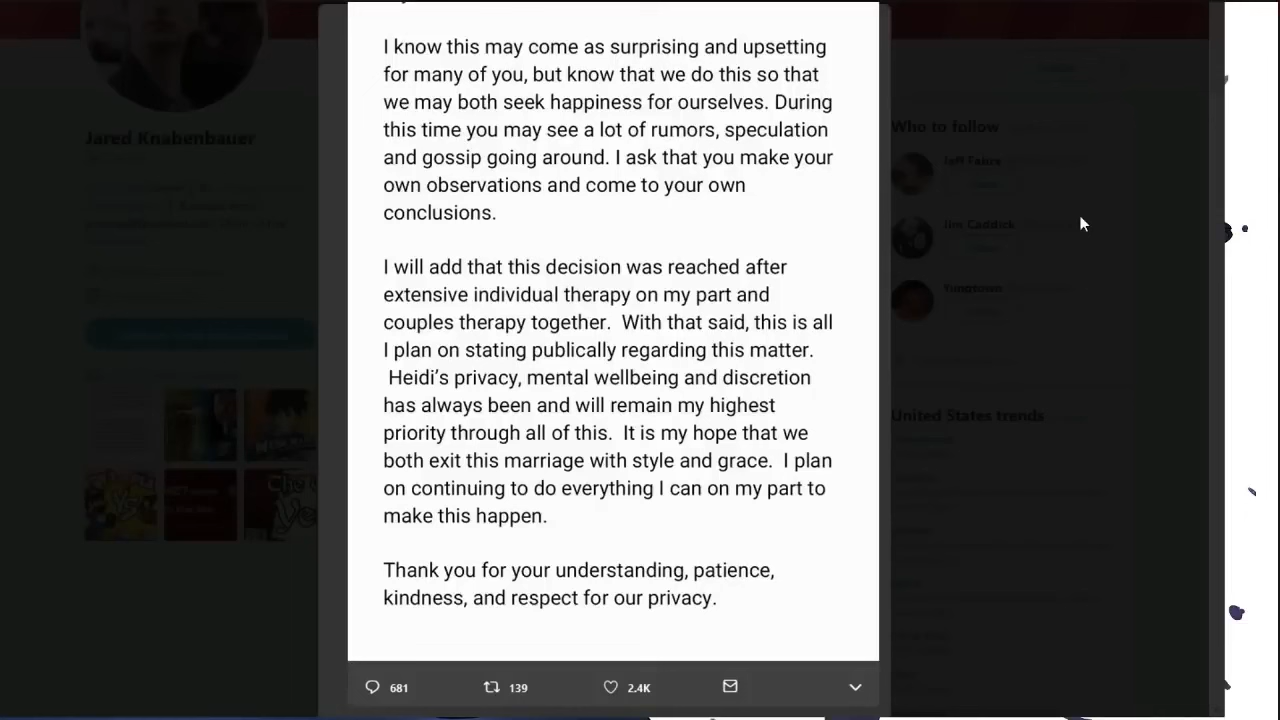 I know this may come as surprising and upsetting
for many of you, but know that we do this so that
we may both seek happiness for ourselves. During
this time you may see a lot of rumors, speculation
and gossip going around. I ask that you make your
own observations and come to your own
conclusions.
I will add that this decision was reached after
extensive individual therapy on my part and
couples therapy together.  With that said, this is all
I plan on stating publically regarding this matter.
Heidi’s privacy, mental wellbeing and discretion
has always been and will remain my highest
priority through all of this.  It is my hope that we
both exit this marriage with style and grace.  I plan
on continuing to do everything I can on my part to
make this happen.
Thank you for your understanding, patience,
kindness, and respect for our privacy.
681 139 2.4K
Jared Knabenbauer
Who to follow
Jim Caddick
United States trends